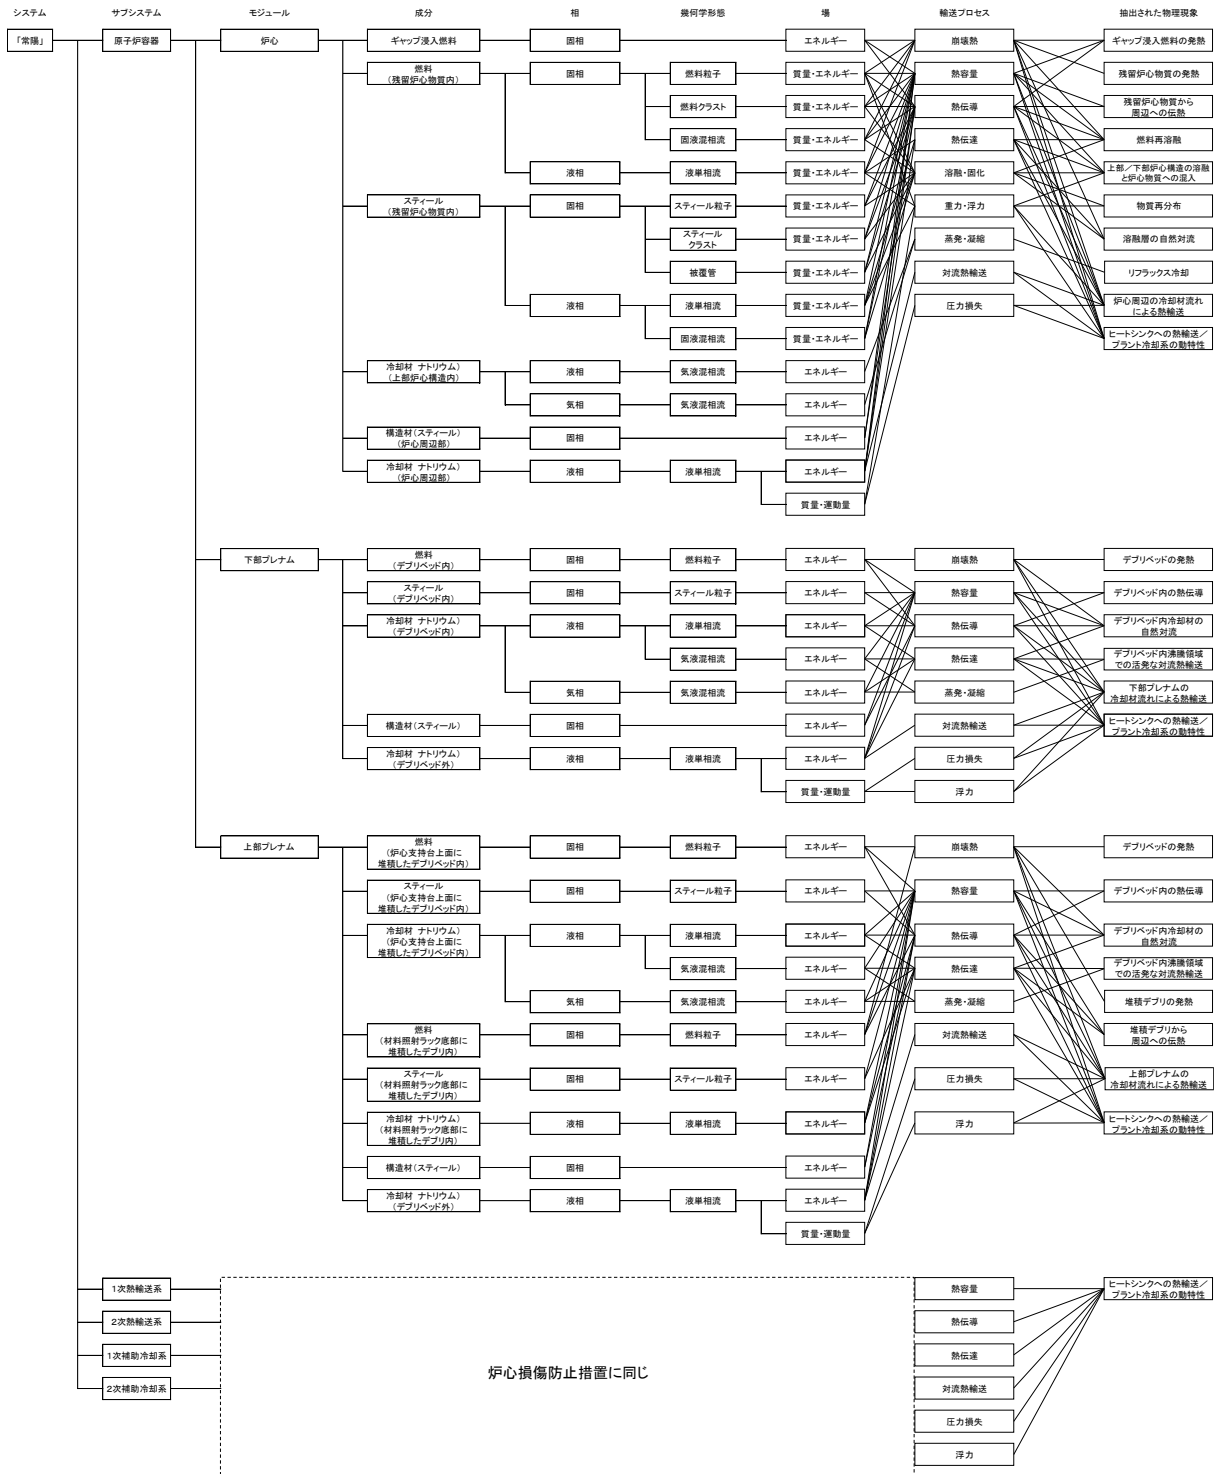 システム
サブシステム
モジュール
成分
相
幾何学形態
場
輸送プロセス
抽出された物理現象
「常陽」
原子炉容器
炉心
ギャップ浸入燃料
固相
エネルギー
崩壊熱
ギャップ浸入燃料の発熱
燃料
(残留炉心物質内)
固相
燃料粒子
質量・エネルギー
熱容量
残留炉心物質の発熱
燃料クラスト
質量・エネルギー
熱伝導
残留炉心物質から
周辺への伝熱
固液混相流
質量・エネルギー
熱伝達
燃料再溶融
液相
液単相流
質量・エネルギー
溶融・固化
上部／下部炉心構造の溶融
と炉心物質への混入
スティール
(残留炉心物質内)
固相
スティール粒子
質量・エネルギー
重力・浮力
物質再分布
スティール
クラスト
質量・エネルギー
蒸発・凝縮
溶融層の自然対流
被覆管
質量・エネルギー
対流熱輸送
リフラックス冷却
液相
液単相流
質量・エネルギー
圧力損失
炉心周辺の冷却材流れ
による熱輸送
固液混相流
質量・エネルギー
ヒートシンクへの熱輸送／
プラント冷却系の動特性
冷却材 ナトリウム)
(上部炉心構造内)
液相
気液混相流
エネルギー
気相
気液混相流
エネルギー
構造材(スティール)
(炉心周辺部)
固相
エネルギー
冷却材 ナトリウム)
(炉心周辺部)
液相
液単相流
エネルギー
質量・運動量
下部プレナム
燃料
(デブリベッド内)
固相
燃料粒子
エネルギー
崩壊熱
デブリベッドの発熱
スティール
(デブリベッド内)
固相
スティール粒子
エネルギー
熱容量
デブリベッド内の熱伝導
冷却材 ナトリウム)
(デブリベッド内)
液相
液単相流
エネルギー
熱伝導
デブリベッド内冷却材の
自然対流
気液混相流
エネルギー
熱伝達
デブリベッド内沸騰領域
での活発な対流熱輸送
気相
気液混相流
エネルギー
蒸発・凝縮
下部プレナムの
冷却材流れによる熱輸送
構造材(スティール)
固相
エネルギー
対流熱輸送
ヒートシンクへの熱輸送／
プラント冷却系の動特性
冷却材 ナトリウム)
(デブリベッド外)
液相
液単相流
エネルギー
圧力損失
質量・運動量
浮力
上部プレナム
燃料
(炉心支持台上面に
堆積したデブリベッド内)
固相
燃料粒子
エネルギー
崩壊熱
デブリベッドの発熱
スティール
(炉心支持台上面に
堆積したデブリベッド内)
固相
スティール粒子
エネルギー
熱容量
デブリベッド内の熱伝導
冷却材 ナトリウム)
(炉心支持台上面に
堆積したデブリベッド内)
液相
液単相流
エネルギー
熱伝導
デブリベッド内冷却材の
自然対流
気液混相流
エネルギー
熱伝達
デブリベッド内沸騰領域
での活発な対流熱輸送
気相
気液混相流
エネルギー
蒸発・凝縮
堆積デブリの発熱
燃料
(材料照射ラック底部に
堆積したデブリ内)
固相
燃料粒子
エネルギー
対流熱輸送
堆積デブリから
周辺への伝熱
スティール
(材料照射ラック底部に
堆積したデブリ内)
固相
スティール粒子
エネルギー
圧力損失
上部プレナムの
冷却材流れによる熱輸送
冷却材 ナトリウム)
(材料照射ラック底部に
堆積したデブリ内)
液相
液単相流
エネルギー
浮力
ヒートシンクへの熱輸送／
プラント冷却系の動特性
構造材(スティール)
固相
エネルギー
冷却材 ナトリウム)
(デブリベッド外)
液相
液単相流
エネルギー
質量・運動量
1次熱輸送系
熱容量
ヒートシンクへの熱輸送／
プラント冷却系の動特性
2次熱輸送系
熱伝導
1次補助冷却系
熱伝達
2次補助冷却系
炉心損傷防止措置に同じ
対流熱輸送
圧力損失
浮力